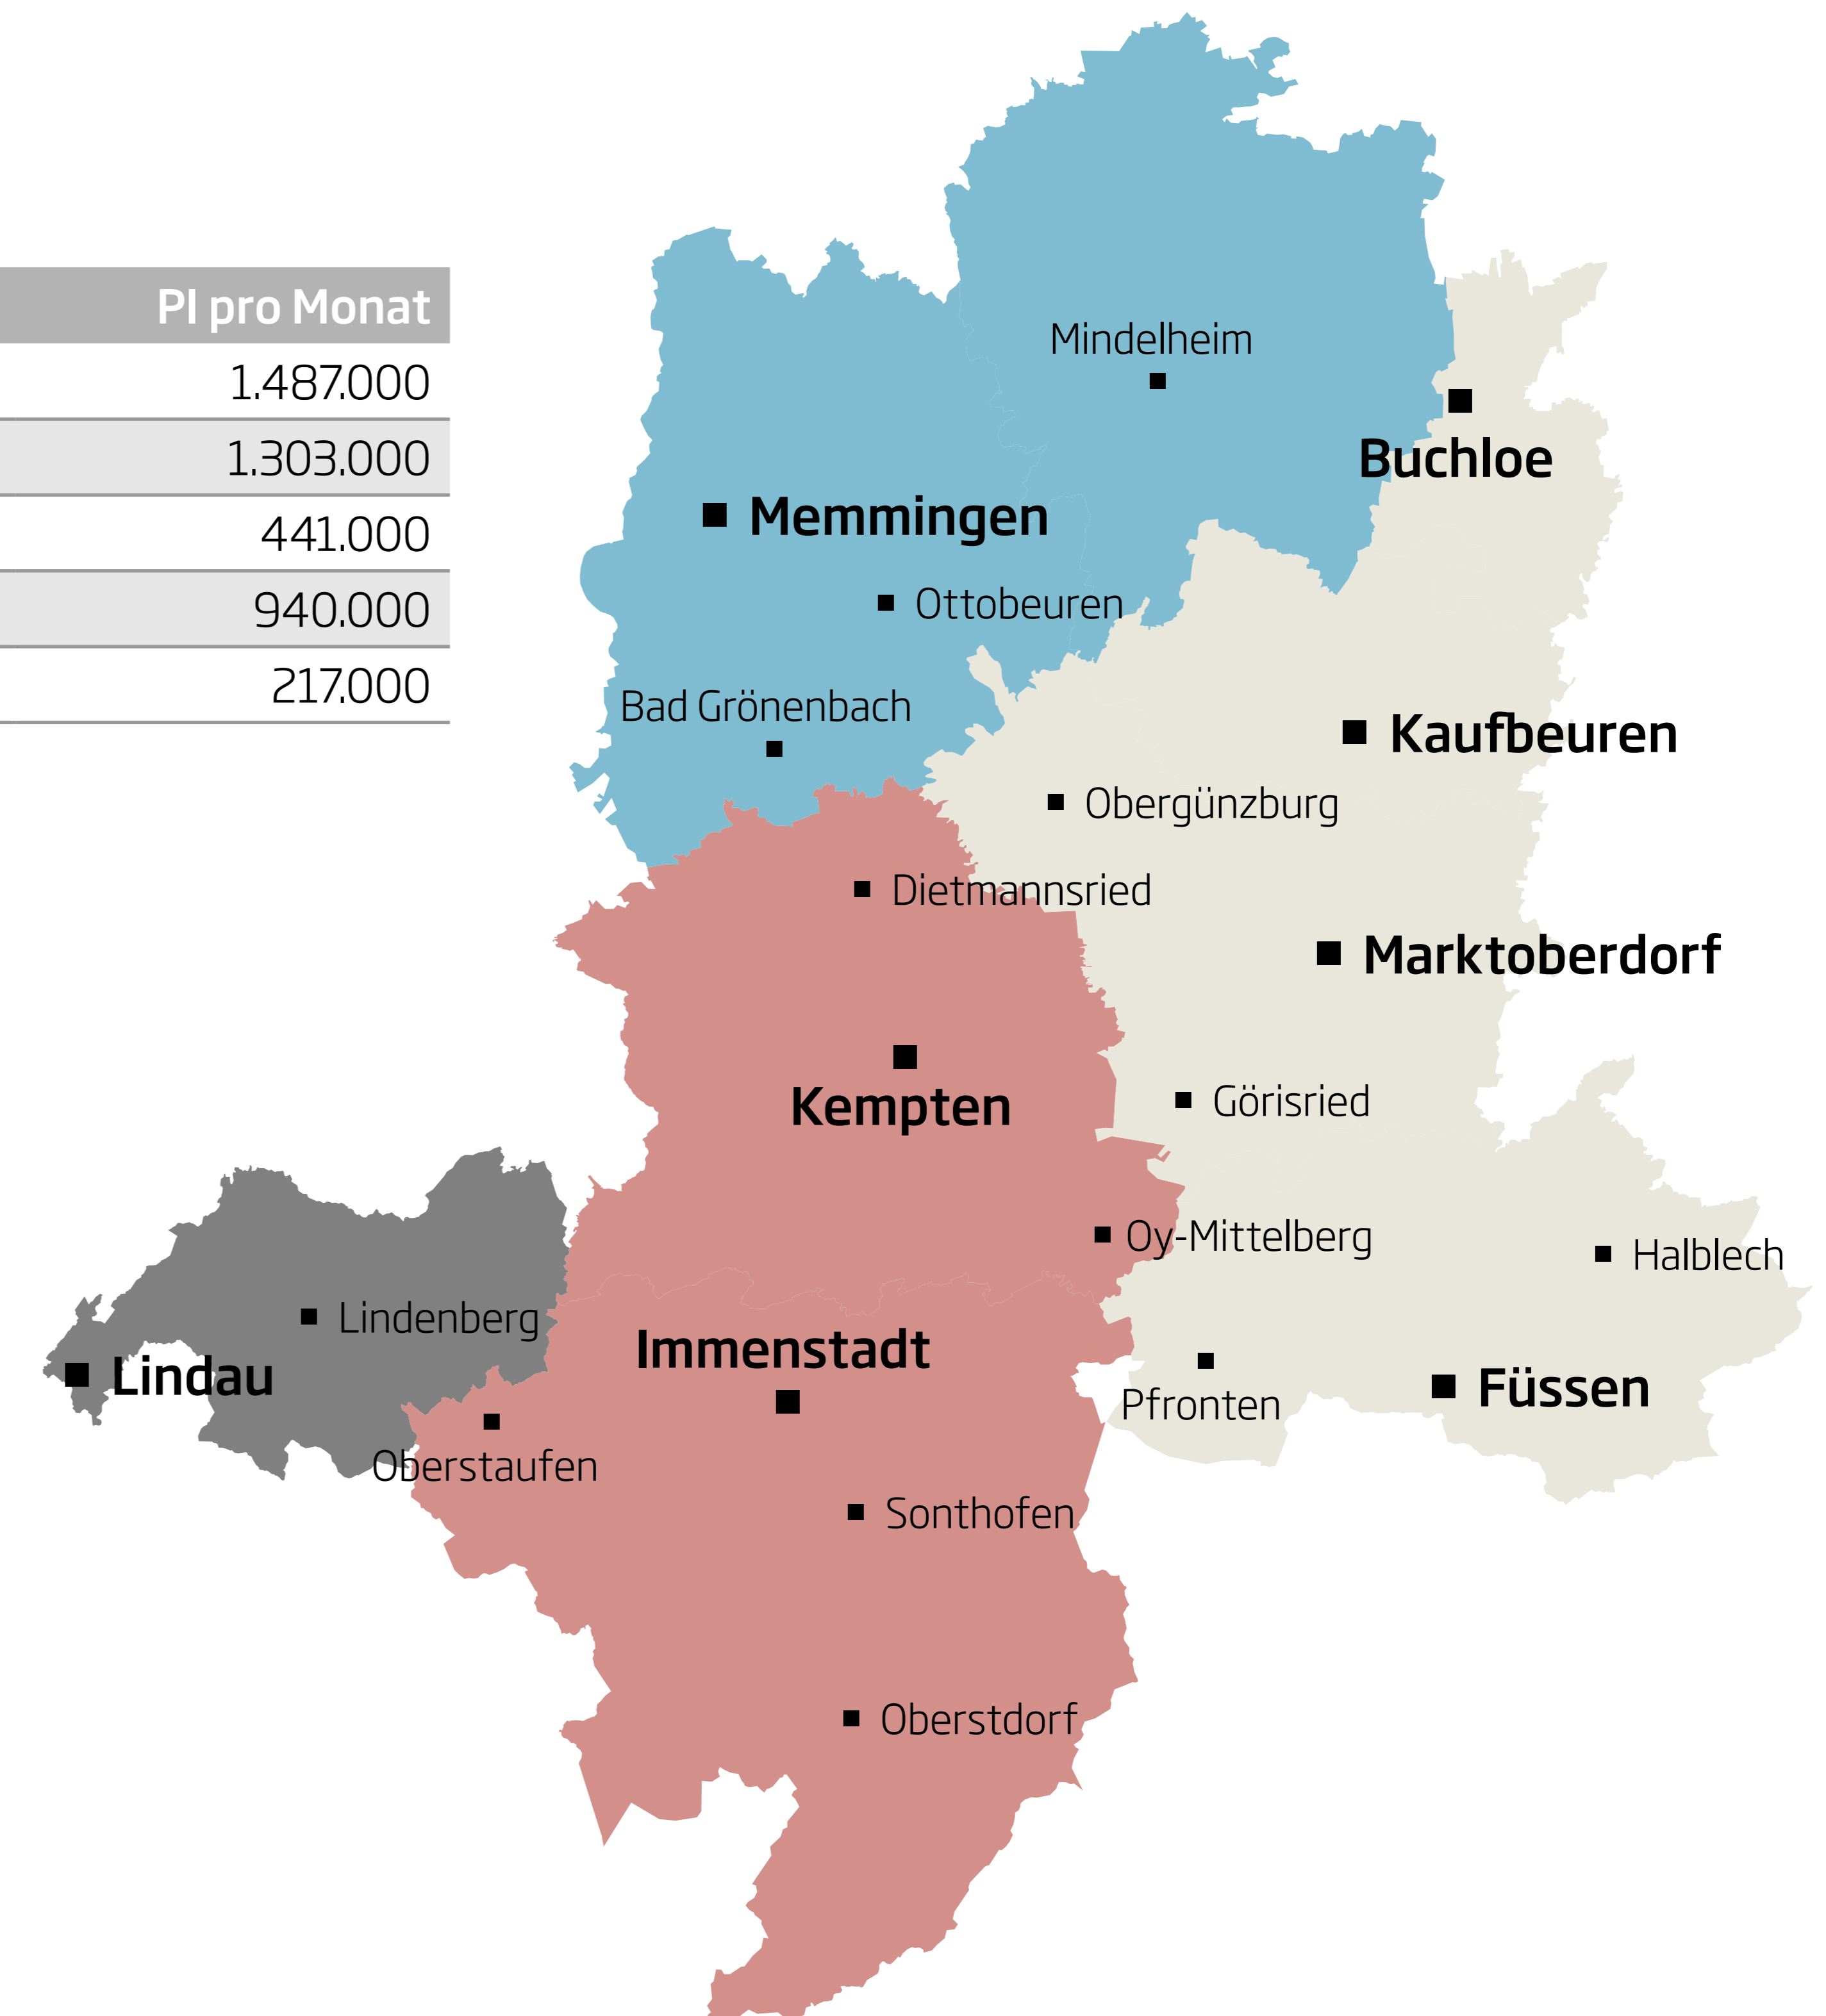 PI pro Monat
1.487.000
1.303.000
441.000
940.000
217.000
Mindelheim
Buchloe
Memmingen
Ottobeuren
Bad Grönenbach
Kaufbeuren
Obergünzburg
Dietmannsried
Marktoberdorf
Kempten
Görisried
Oy-Mittelberg
Halblech
Lindenberg
Immenstadt
Lindau
Pfronten
Füssen
Oberstaufen
Sonthofen
Oberstdorf